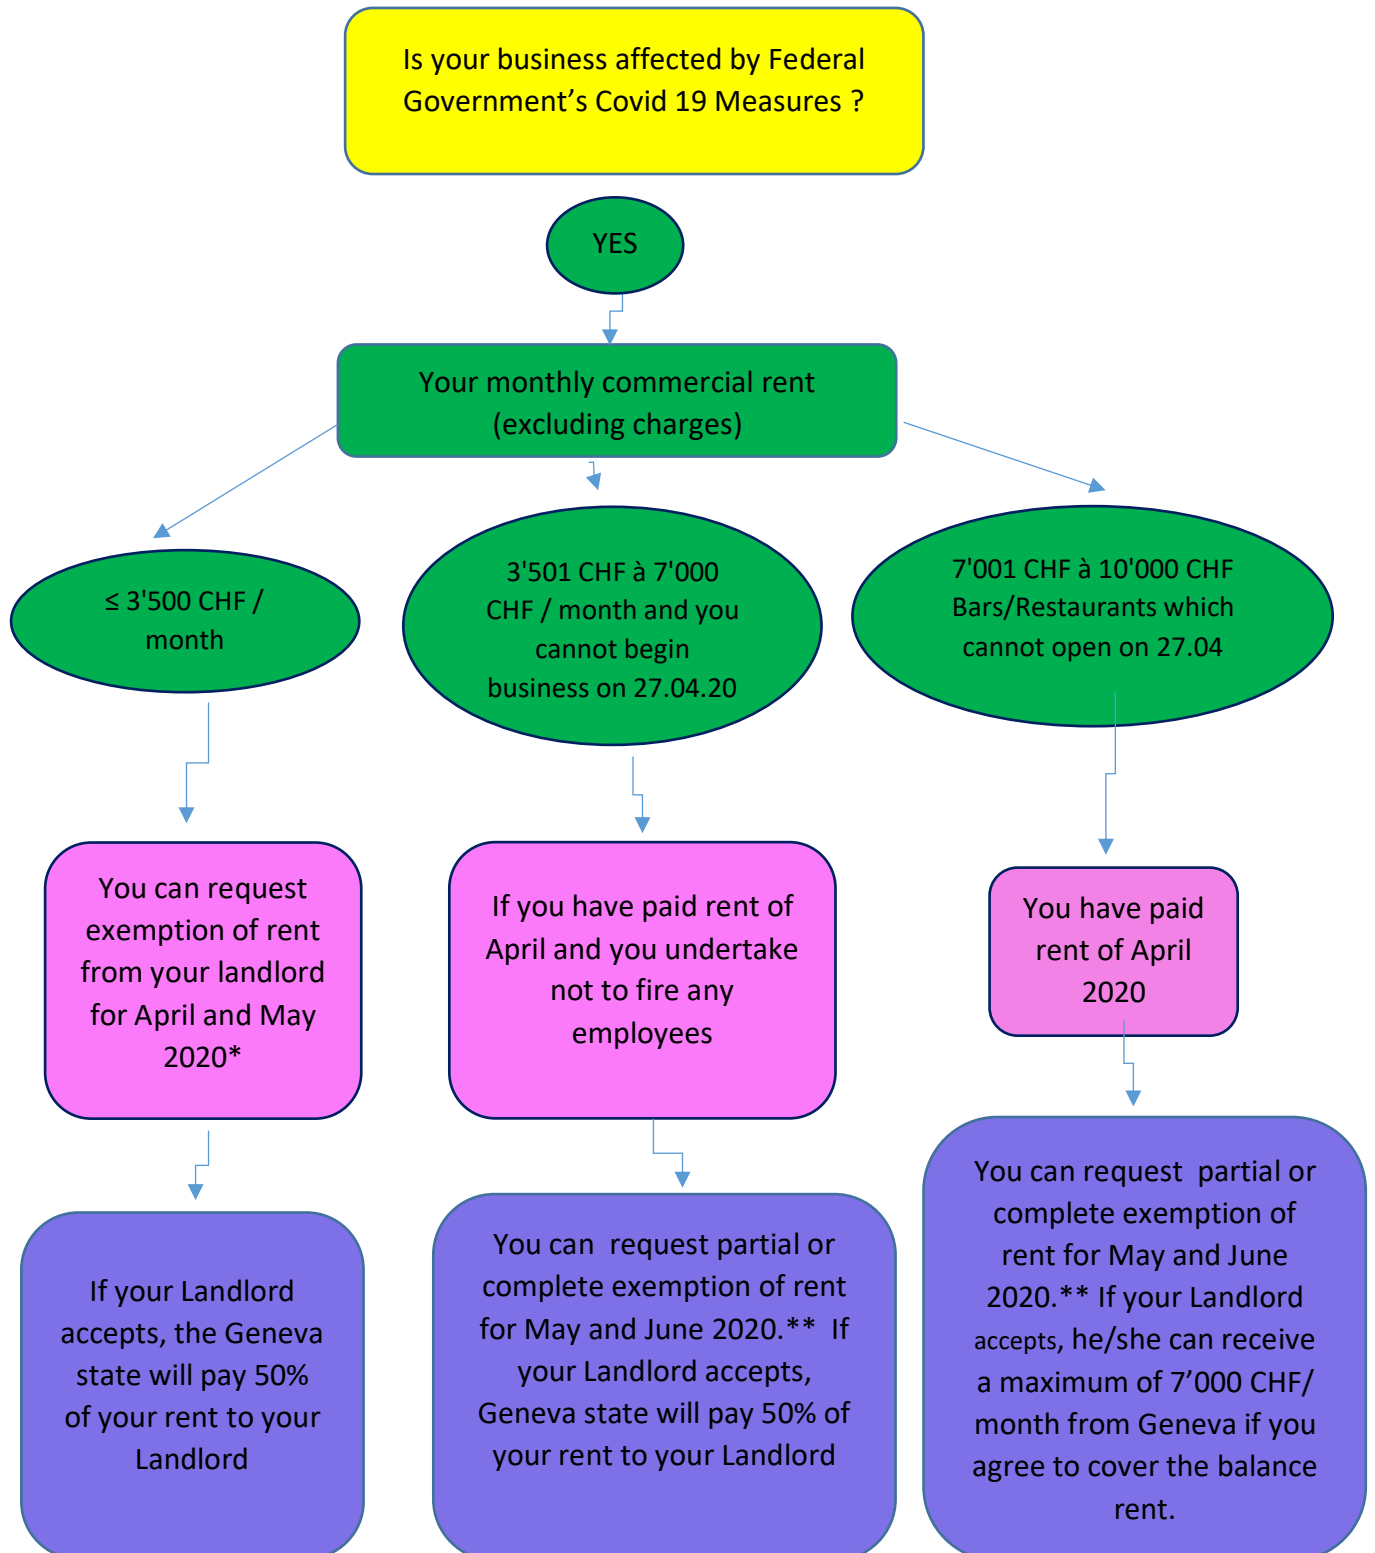 Is your business affected by Federal
Government’s Covid 19 Measures ?
YES
Your monthly commercial rent
(excluding charges)
≤ 3'500 CHF /
month
3'501 CHF à 7'000
CHF / month and you
cannot begin
business on 27.04.20
7'001 CHF à 10'000 CHF
Bars/Restaurants which
cannot open on 27.04
You can request
exemption of rent
from your landlord
for April and May
2020*
If you have paid rent of
April and you undertake
not to fire any
employees
You have paid
rent of April
2020
If your Landlord
accepts, the Geneva
state will pay 50%
of your rent to your
Landlord
You can request partial or
complete exemption of rent
for May and June 2020.** If
your Landlord accepts,
Geneva state will pay 50% of
your rent to your Landlord
You can request partial or
complete exemption of
rent for May and June
2020.** If your Landlord
accepts, he/she can receive
a maximum of 7’000 CHF/
month from Geneva if you
agree to cover the balance
rent.